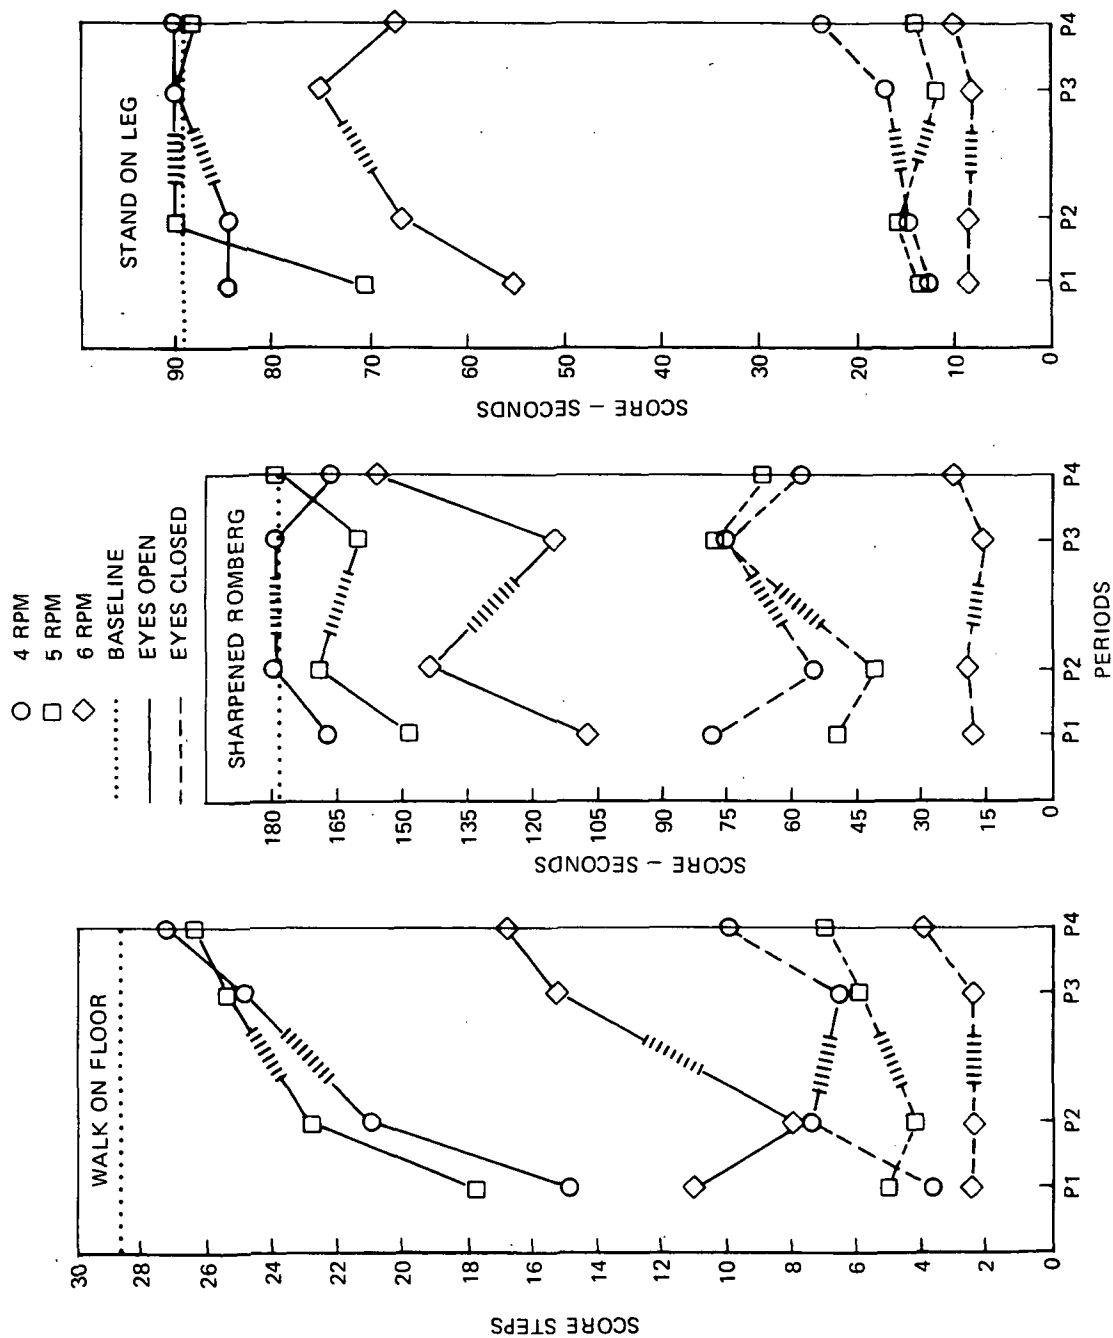 4 RPM
5 RPM
6 RPM
BASELINE
EYES OPEN
EYES CLOSED
WALK ON FLOOR
SCORE STEPS
30
28
26
24
22
20
18
16
14
12
10
8
6
4
2
0
P1
P2
P3
P4
SHARPENED ROMBERG
SCORE – SECONDS
180
165
150
135
120
105
90
75
60
45
30
15
0
P1
P2
P3
P4
PERIODS
STAND ON LEG
SCORE – SECONDS
90
80
70
60
50
40
30
20
10
0
P1
P2
P3
P4